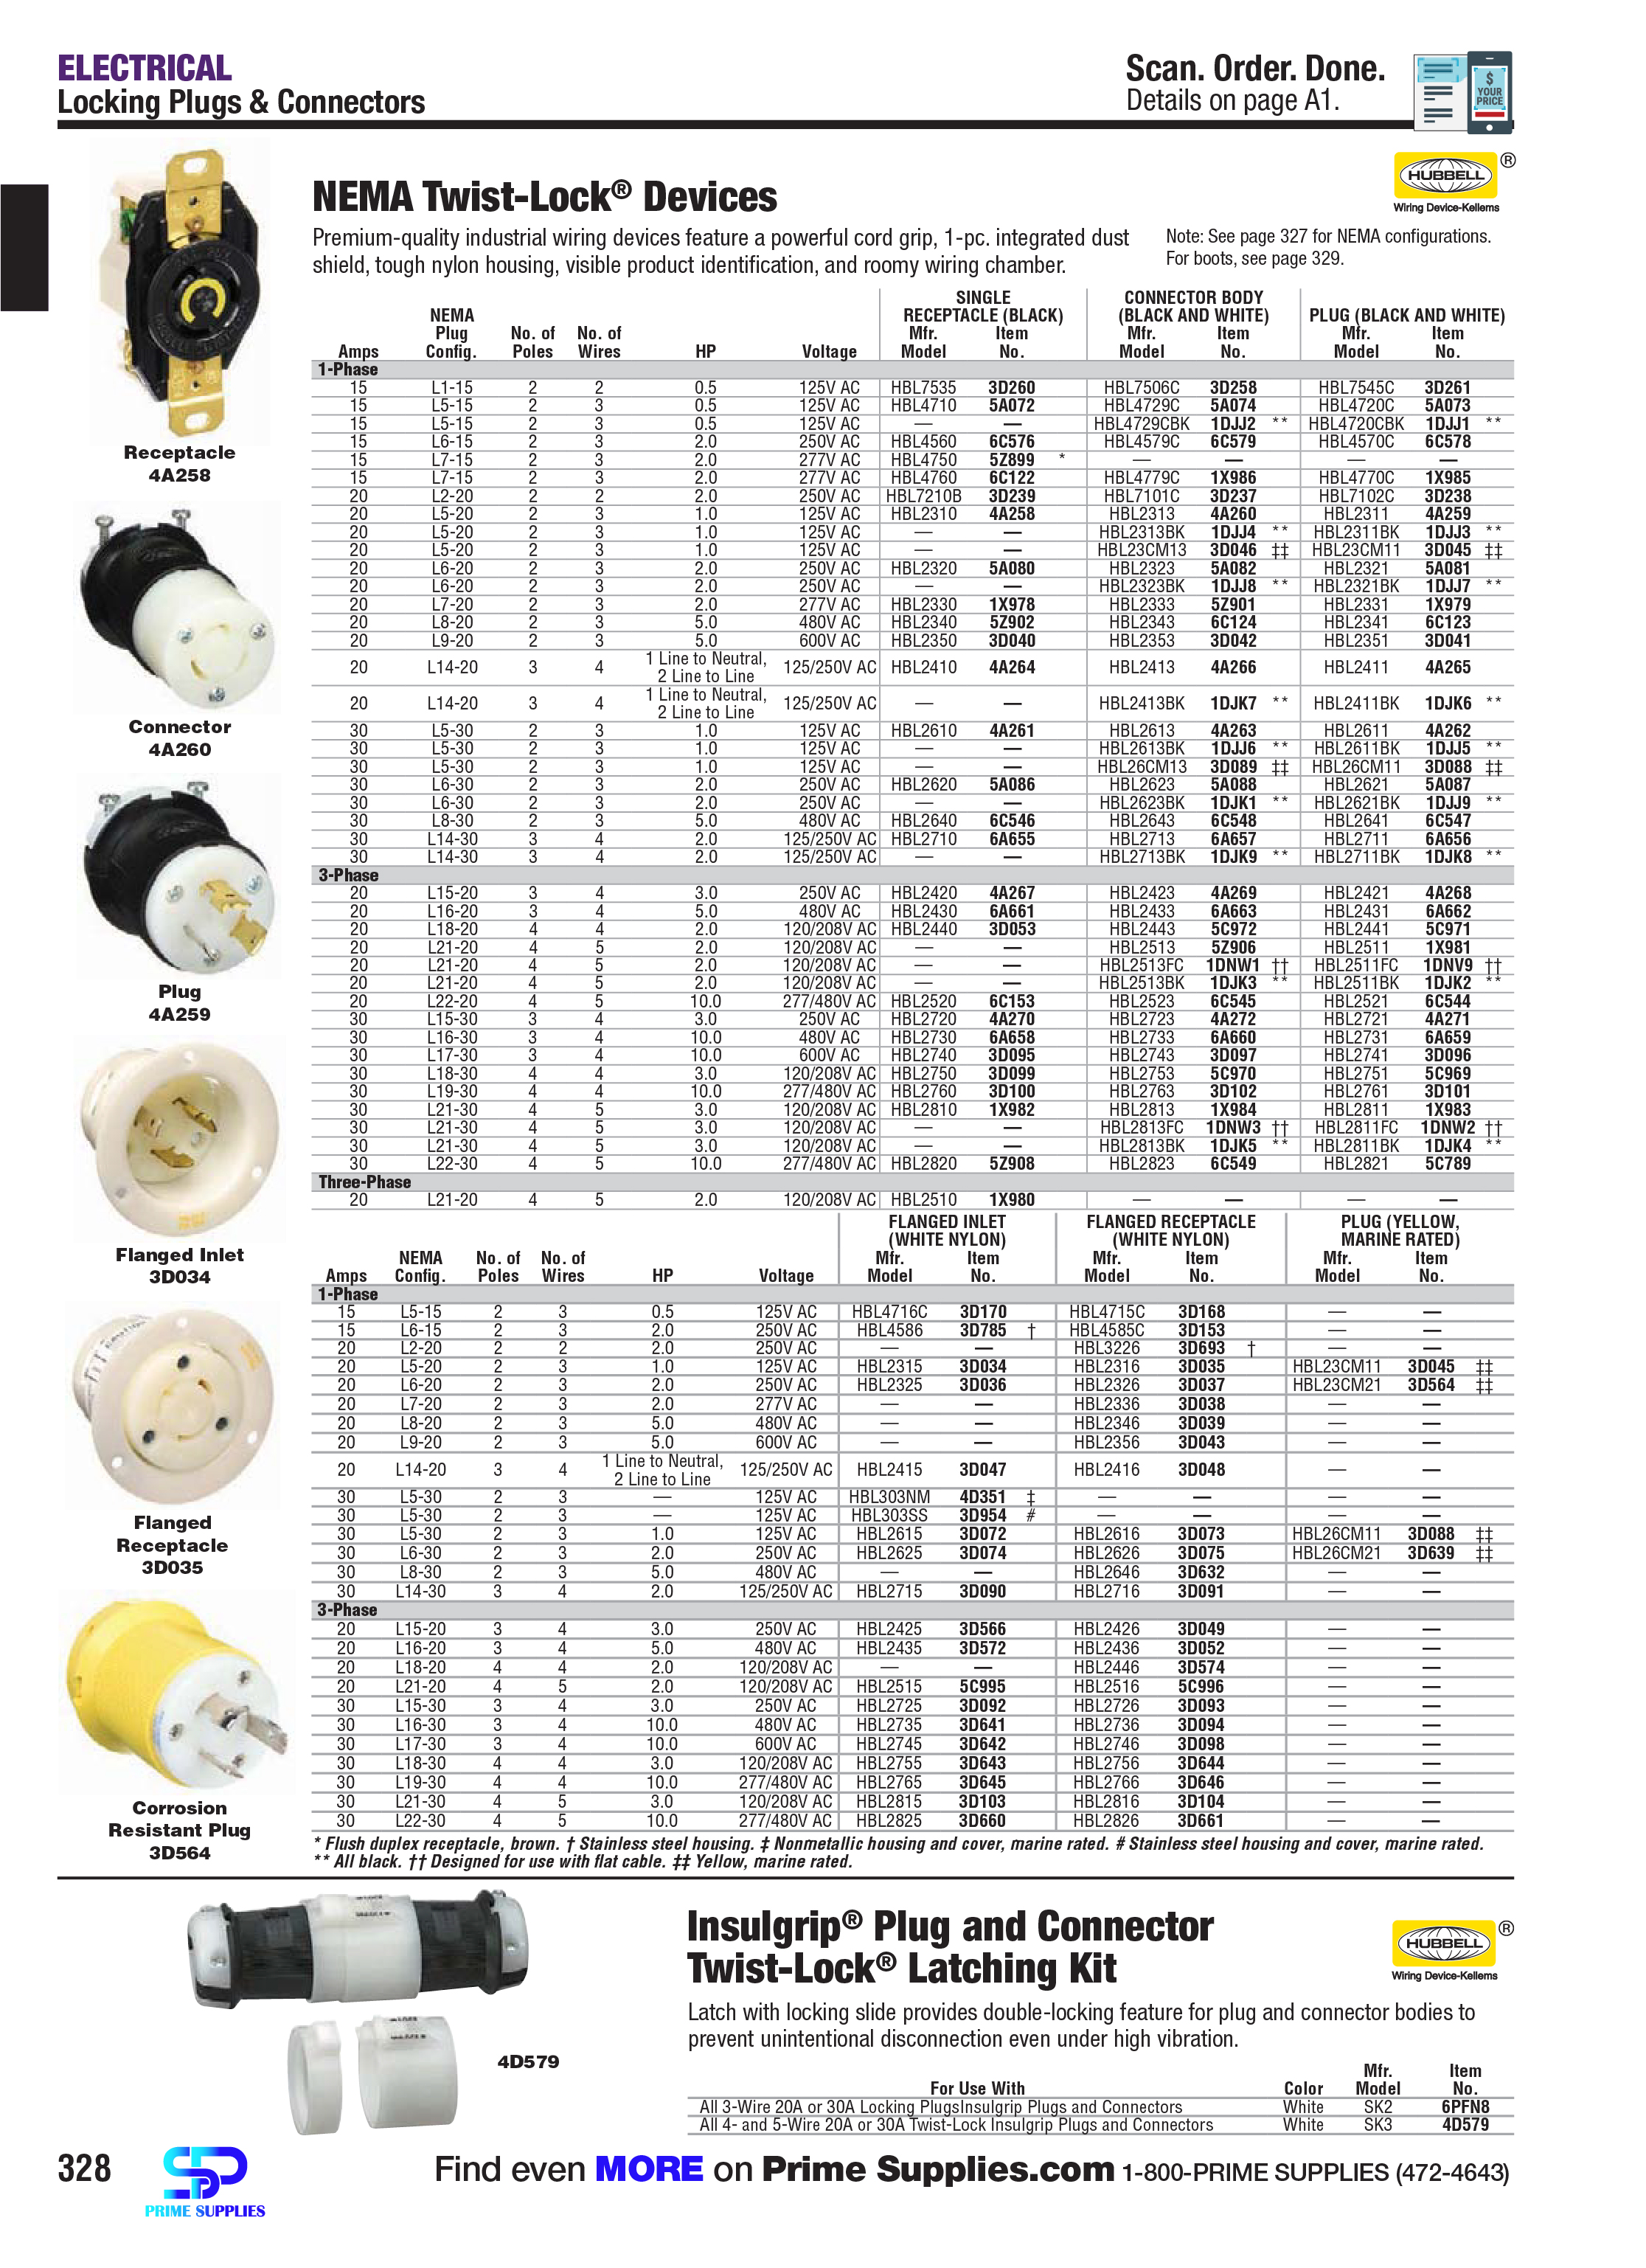 ELECTRICAL
Locking Plugs & Connectors
Scan. Order. Done.
Details on page A1.
$
YOUR
PRICE
HUBBELL
®
Wiring Device-Kellems
NEMA Twist-Lock® Devices
Premium-quality industrial wiring devices feature a powerful cord grip, 1-pc. integrated dust
shield, tough nylon housing, visible product identification, and roomy wiring chamber.
Note: See page 327 for NEMA configurations.
For boots, see page 329.
Receptacle
4A258
Connector
4A260
Plug
4A259
Flanged Inlet
3D034
Flanged
Receptacle
3D035
Corrosion
Resistant Plug
3D564
SINGLE RECEPTACLE (BLACK) CONNECTOR BODY (BLACK AND WHITE) PLUG (BLACK AND WHITE)
Amps NEMA Plug Config. No. of Poles No. of Wires HP Voltage Mfr. Model Item No. Mfr. Model Item No. Mfr. Model Item No.
1-Phase
15 L1-15 2 2 0.5 125V AC HBL7535 3D260 HBL7506C 3D258 HBL7545C 3D261
15 L5-15 2 3 0.5 125V AC HBL4710 5A072 HBL4729C 5A074 HBL4720C 5A073
15 L5-15 2 3 0.5 125V AC — — HBL4729CBK 1DJJ2 ** HBL4720CBK 1DJJ1 **
15 L6-15 2 3 2.0 250V AC HBL4560 6C576 HBL4579C 6C579 HBL4570C 6C578
15 L7-15 2 3 2.0 277V AC HBL4750 5Z899 * — — — —
15 L7-15 2 3 2.0 277V AC HBL4760 6C122 HBL4779C 1X986 HBL4770C 1X985
20 L2-20 2 2 2.0 250V AC HBL7210B 3D239 HBL7101C 3D237 HBL7102C 3D238
20 L5-20 2 3 1.0 125V AC HBL2310 4A258 HBL2313 4A260 HBL2311 4A259
20 L5-20 2 3 1.0 125V AC — — HBL2313BK 1DJJ4 ** HBL2311BK 1DJJ3 **
20 L5-20 2 3 1.0 125V AC — — HBL23CM13 3D046 ‡‡ HBL23CM11 3D045 ‡‡
20 L6-20 2 3 2.0 250V AC HBL2320 5A080 HBL2323 5A082 HBL2321 5A081
20 L6-20 2 3 2.0 250V AC — — HBL2323BK 1DJJ8 ** HBL2321BK 1DJJ7 **
20 L7-20 2 3 2.0 277V AC HBL2330 1X978 HBL2333 5Z901 HBL2331 1X979
20 L8-20 2 3 5.0 480V AC HBL2340 5Z902 HBL2343 6C124 HBL2341 6C123
20 L9-20 2 3 5.0 600V AC HBL2350 3D040 HBL2353 3D042 HBL2351 3D041
20 L14-20 3 4 1 Line to Neutral, 2 Line to Line 125/250V AC HBL2410 4A264 HBL2413 4A266 HBL2411 4A265
20 L14-20 3 4 1 Line to Neutral, 2 Line to Line 125/250V AC — — HBL2413BK 1DJK7 ** HBL2411BK 1DJK6 **
30 L5-30 2 3 1.0 125V AC HBL2610 4A261 HBL2613 4A263 HBL2611 4A262
30 L5-30 2 3 1.0 125V AC — — HBL2613BK 1DJJ6 ** HBL2611BK 1DJJ5 **
30 L5-30 2 3 1.0 125V AC — — HBL26CM13 3D089 ‡‡ HBL26CM11 3D088 ‡‡
30 L6-30 2 3 2.0 250V AC HBL2620 5A086 HBL2623 5A088 HBL2621 5A087
30 L6-30 2 3 2.0 250V AC — — HBL2623BK 1DJK1 ** HBL2621BK 1DJJ9 **
30 L8-30 2 3 5.0 480V AC HBL2640 6C546 HBL2643 6C548 HBL2641 6C547
30 L14-30 3 4 2.0 125/250V AC HBL2710 6A655 HBL2713 6A657 HBL2711 6A656
30 L14-30 3 4 2.0 125/250V AC — — HBL2713BK 1DJK9 ** HBL2711BK 1DJK8 **
3-Phase
20 L15-20 3 4 3.0 250V AC HBL2420 4A267 HBL2423 4A269 HBL2421 4A268
20 L16-20 3 4 5.0 480V AC HBL2430 6A661 HBL2433 6A663 HBL2431 6A662
20 L18-20 4 4 2.0 120/208V AC HBL2440 3D053 HBL2443 5C972 HBL2441 5C971
20 L21-20 4 5 2.0 120/208V AC — — HBL2513 5Z906 HBL2511 1X981
20 L21-20 4 5 2.0 120/208V AC — — HBL2513FC 1DNW1 †† HBL2511FC 1DNV9 ††
20 L21-20 4 5 2.0 120/208V AC — — HBL2513BK 1DJK3 ** HBL2511BK 1DJK2 **
20 L22-20 4 5 10.0 277/480V AC HBL2520 6C153 HBL2523 6C545 HBL2521 6C544
30 L15-30 3 4 3.0 250V AC HBL2720 4A270 HBL2723 4A272 HBL2721 4A271
30 L16-30 3 4 10.0 480V AC HBL2730 6A658 HBL2733 6A660 HBL2731 6A659
30 L17-30 3 4 10.0 600V AC HBL2740 3D095 HBL2743 3D097 HBL2741 3D096
30 L18-30 4 4 3.0 120/208V AC HBL2750 3D099 HBL2753 5C970 HBL2751 5C969
30 L19-30 4 4 10.0 277/480V AC HBL2760 3D100 HBL2763 3D102 HBL2761 3D101
30 L21-30 4 5 3.0 120/208V AC HBL2810 1X982 HBL2813 1X984 HBL2811 1X983
30 L21-30 4 5 3.0 120/208V AC — — HBL2813FC 1DNW3 †† HBL2811FC 1DNW2 ††
30 L21-30 4 5 3.0 120/208V AC — — HBL2813BK 1DJK5 ** HBL2811BK 1DJK4 **
30 L22-30 4 5 10.0 277/480V AC HBL2820 5Z908 HBL2823 6C549 HBL2821 5C789
Three-Phase
20 L21-20 4 5 2.0 120/208V AC HBL2510 1X980 — — — —
FLANGED INLET (WHITE NYLON) FLANGED RECEPTACLE (WHITE NYLON) PLUG (YELLOW, MARINE RATED)
Amps NEMA Config. No. of Poles No. of Wires HP Voltage Mfr. Model Item No. Mfr. Model Item No. Mfr. Model Item No.
1-Phase
15 L5-15 2 3 0.5 125V AC HBL4716C 3D170 HBL4715C 3D168 — —
15 L6-15 2 3 2.0 250V AC HBL4586 3D785 † HBL4585C 3D153 — —
20 L2-20 2 2 2.0 250V AC — — HBL3226 3D693 † — —
20 L5-20 2 3 1.0 125V AC HBL2315 3D034 HBL2316 3D035 HBL23CM11 3D045 ‡‡
20 L6-20 2 3 2.0 250V AC HBL2325 3D036 HBL2326 3D037 HBL23CM21 3D564 ‡‡
20 L7-20 2 3 2.0 277V AC — — HBL2336 3D038 — —
20 L8-20 2 3 5.0 480V AC — — HBL2346 3D039 — —
20 L9-20 2 3 5.0 600V AC — — HBL2356 3D043 — —
20 L14-20 3 4 1 Line to Neutral, 2 Line to Line 125/250V AC HBL2415 3D047 HBL2416 3D048 — —
30 L5-30 2 3 — 125V AC HBL303NM 4D351 ‡ — — — —
30 L5-30 2 3 — 125V AC HBL303SS 3D954 # — — — —
30 L5-30 2 3 1.0 125V AC HBL2615 3D072 HBL2616 3D073 HBL26CM11 3D088 ‡‡
30 L6-30 2 3 2.0 250V AC HBL2625 3D074 HBL2626 3D075 HBL26CM21 3D639 ‡‡
30 L8-30 2 3 5.0 480V AC — — HBL2646 3D632 — —
30 L14-30 3 4 2.0 125/250V AC HBL2715 3D090 HBL2716 3D091 — —
3-Phase
20 L15-20 3 4 3.0 250V AC HBL2425 3D566 HBL2426 3D049 — —
20 L16-20 3 4 5.0 480V AC HBL2435 3D572 HBL2436 3D052 — —
20 L18-20 4 4 2.0 120/208V AC — — HBL2446 3D574 — —
20 L21-20 4 5 2.0 120/208V AC HBL2515 5C995 HBL2516 5C996 — —
30 L15-30 3 4 3.0 250V AC HBL2725 3D092 HBL2726 3D093 — —
30 L16-30 3 4 10.0 480V AC HBL2735 3D641 HBL2736 3D094 — —
30 L17-30 3 4 10.0 600V AC HBL2745 3D642 HBL2746 3D098 — —
30 L18-30 4 4 3.0 120/208V AC HBL2755 3D643 HBL2756 3D644 — —
30 L19-30 4 4 10.0 277/480V AC HBL2765 3D645 HBL2766 3D646 — —
30 L21-30 4 5 3.0 120/208V AC HBL2815 3D103 HBL2816 3D104 — —
30 L22-30 4 5 10.0 277/480V AC HBL2825 3D660 HBL2826 3D661 — —
* Flush duplex receptacle, brown. † Stainless steel housing. ‡ Nonmetallic housing and cover, marine rated. # Stainless steel housing and cover, marine rated.
** All black. †† Designed for use with flat cable. ‡‡ Yellow, marine rated.
4D579
Insulgrip® Plug and Connector
Twist-Lock® Latching Kit
HUBBELL
®
Wiring Device-Kellems
Latch with locking slide provides double-locking feature for plug and connector bodies to
prevent unintentional disconnection even under high vibration.
For Use With Color Mfr. Model Item No.
All 3-Wire 20A or 30A Locking PlugsInsulgrip Plugs and Connectors White SK2 6PFN8
All 4- and 5-Wire 20A or 30A Twist-Lock Insulgrip Plugs and Connectors White SK3 4D579
328
PRIME SUPPLIES
Find even MORE on Prime Supplies.com 1-800-PRIME SUPPLIES (472-4643)